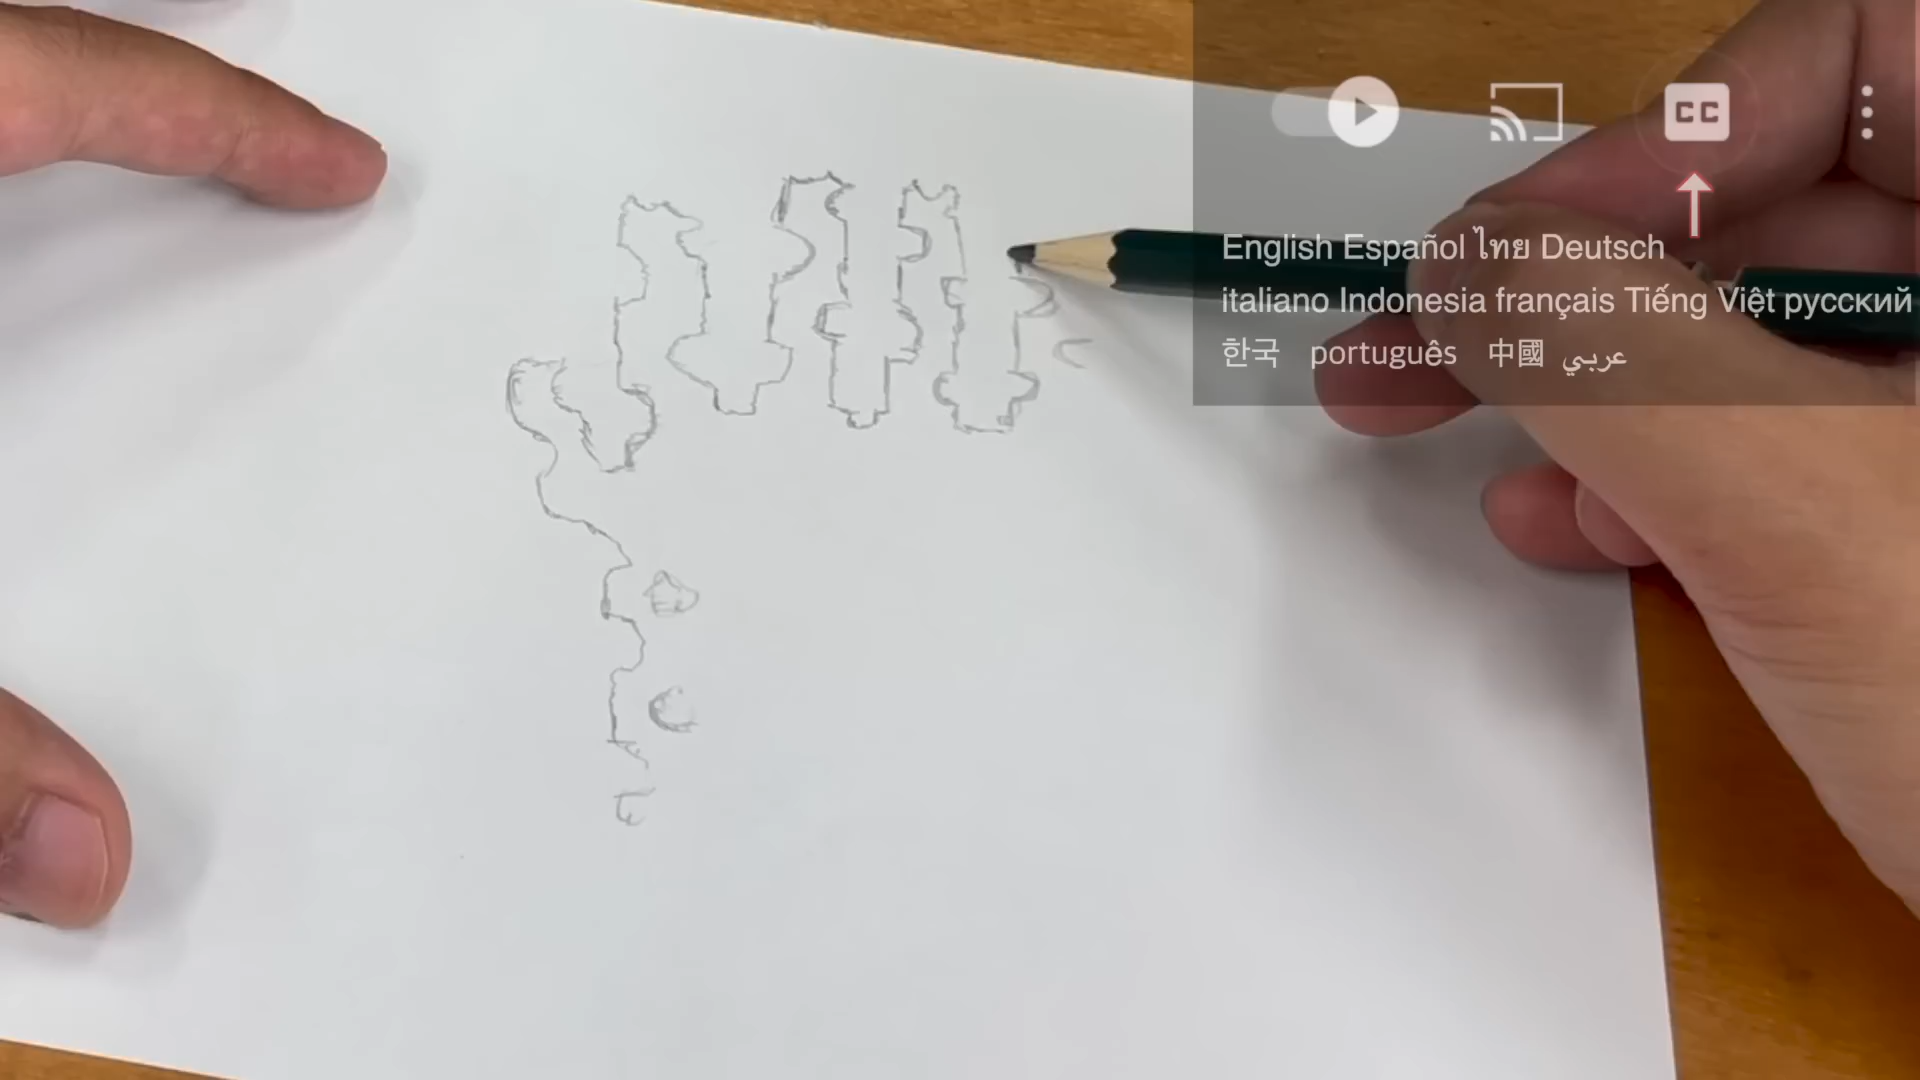 CC
English Español ไทย Deutsch
italiano Indonesia français Tiếng Việt русский
한국 português 中國 عربي